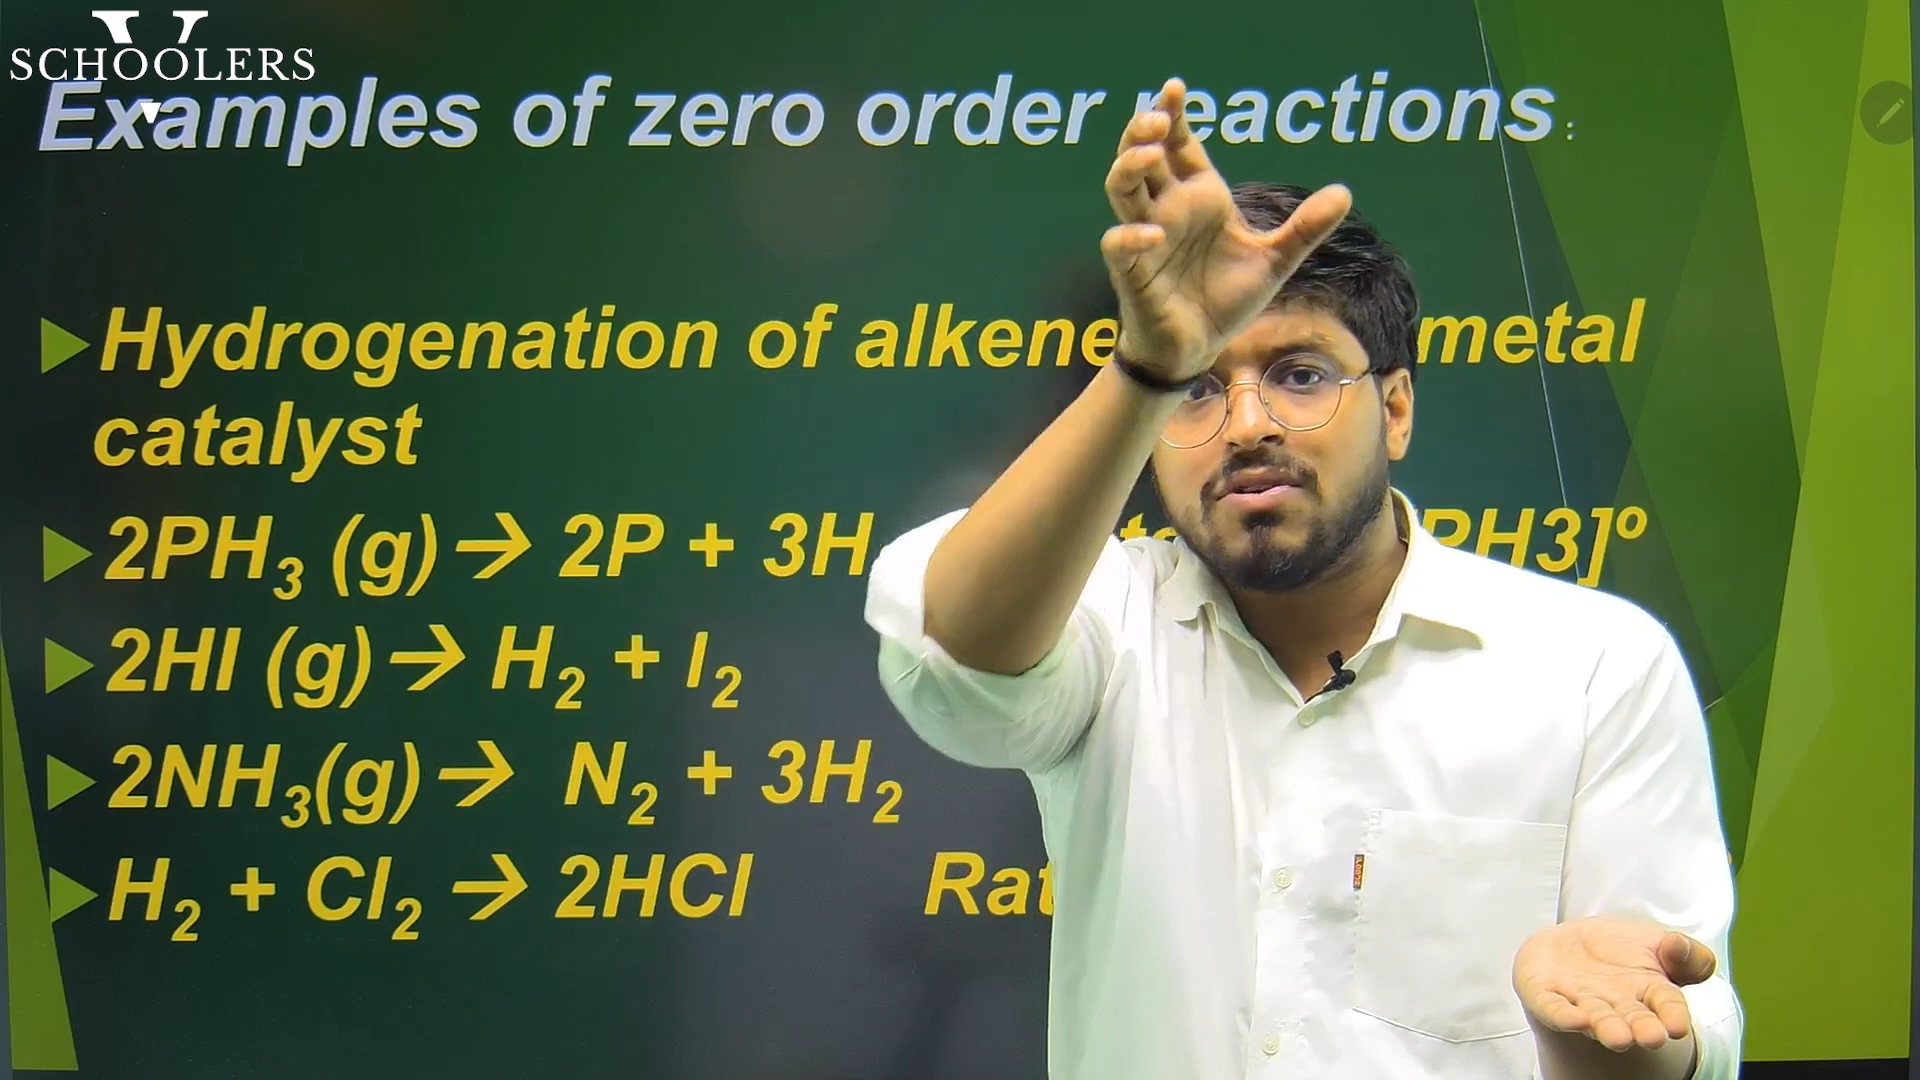 V
SCHOOLERS
Examples of zero order reactions :
Hydrogenation of alkene metal
catalyst
2PH₃ (g) → 2P + 3H PH3]º
2HI (g) → H₂ + I₂
2NH₃(g) → N₂ + 3H₂
H₂ + Cl₂ → 2HCl Rat